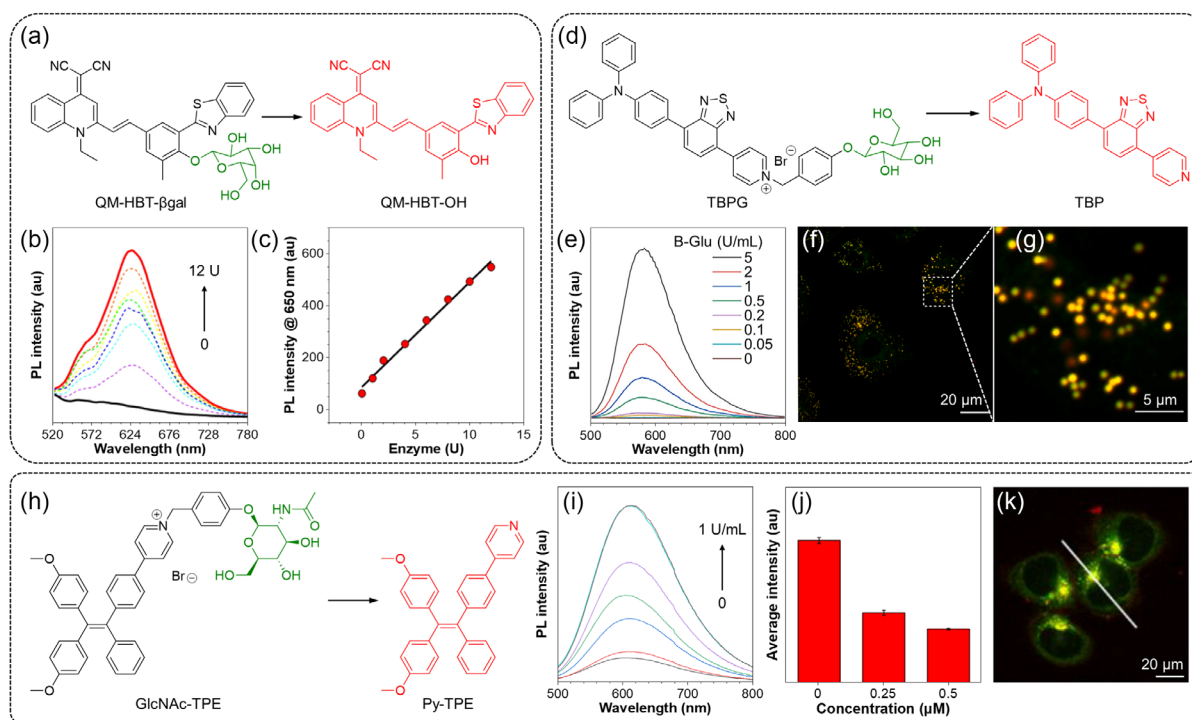 (a)
NC CN
S
N
N
O
O
OH
HO
HO
OH
QM-HBT-βgal
NC CN
S
N
N
OH
QM-HBT-OH
(b)
PL intensity (au)
12 U
0
520 572 624 676 728 780
Wavelength (nm)
(c)
PL intensity @ 650 nm (au)
600
400
200
0
0 5 10 15
Enzyme (U)
(d)
N
N S N
Br⊖
N
+
O
O
HO
OH
OH
HO
TBPG
N
N S N
N
TBP
(e)
PL intensity (au)
B-Glu (U/mL)
5
2
1
0.5
0.2
0.1
0.05
0
500 600 700 800
Wavelength (nm)
(f)
20 μm
(g)
5 μm
(h)
O
O
N
+
Br⊖
O
O
H
N
O
OH
OH
HO
GlcNAc-TPE
O
O
N
Py-TPE
(i)
PL intensity (au)
1 U/mL
0
500 600 700 800
Wavelength (nm)
(j)
Average intensity (au)
0 0.25 0.5
Concentration (μM)
(k)
20 μm